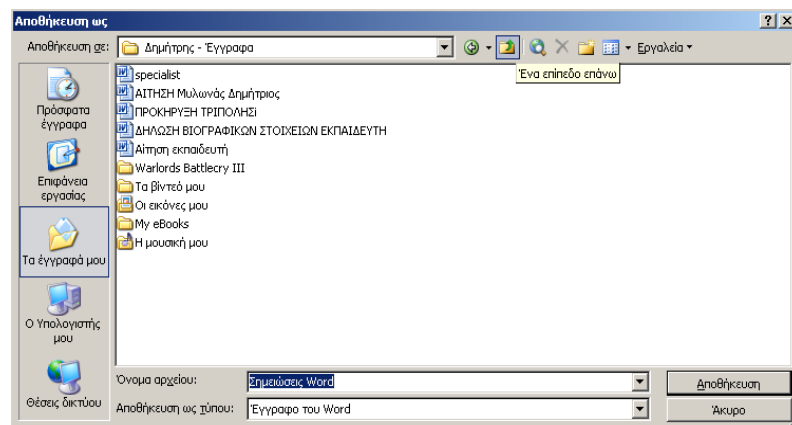 Αποθήκευση ως
Αποθήκευση σε: Δημήτρης - Έγγραφα Εργαλεία
Ένα επίπεδο επάνω
Πρόσφατα
έγγραφα
Επιφάνεια
εργασίας
Τα έγγραφά μου
Ο Υπολογιστής
μου
Θέσεις δικτύου
specialist
ΑΙΤΗΣΗ Μυλωνάς Δημήτριος
ΠΡΟΚΗΡΥΞΗ ΤΡΙΠΟΛΗΣi
ΔΗΛΩΣΗ ΒΙΟΓΡΑΦΙΚΩΝ ΣΤΟΙΧΕΙΩΝ ΕΚΠΑΙΔΕΥΤΗ
Αίτηση εκπαιδευτή
Warlords Battlecry III
Τα βίντεό μου
Οι εικόνες μου
My eBooks
Η μουσική μου
Όνομα αρχείου: Σημειώσεις Word Αποθήκευση
Αποθήκευση ως τύπου: Έγγραφο του Word Άκυρο